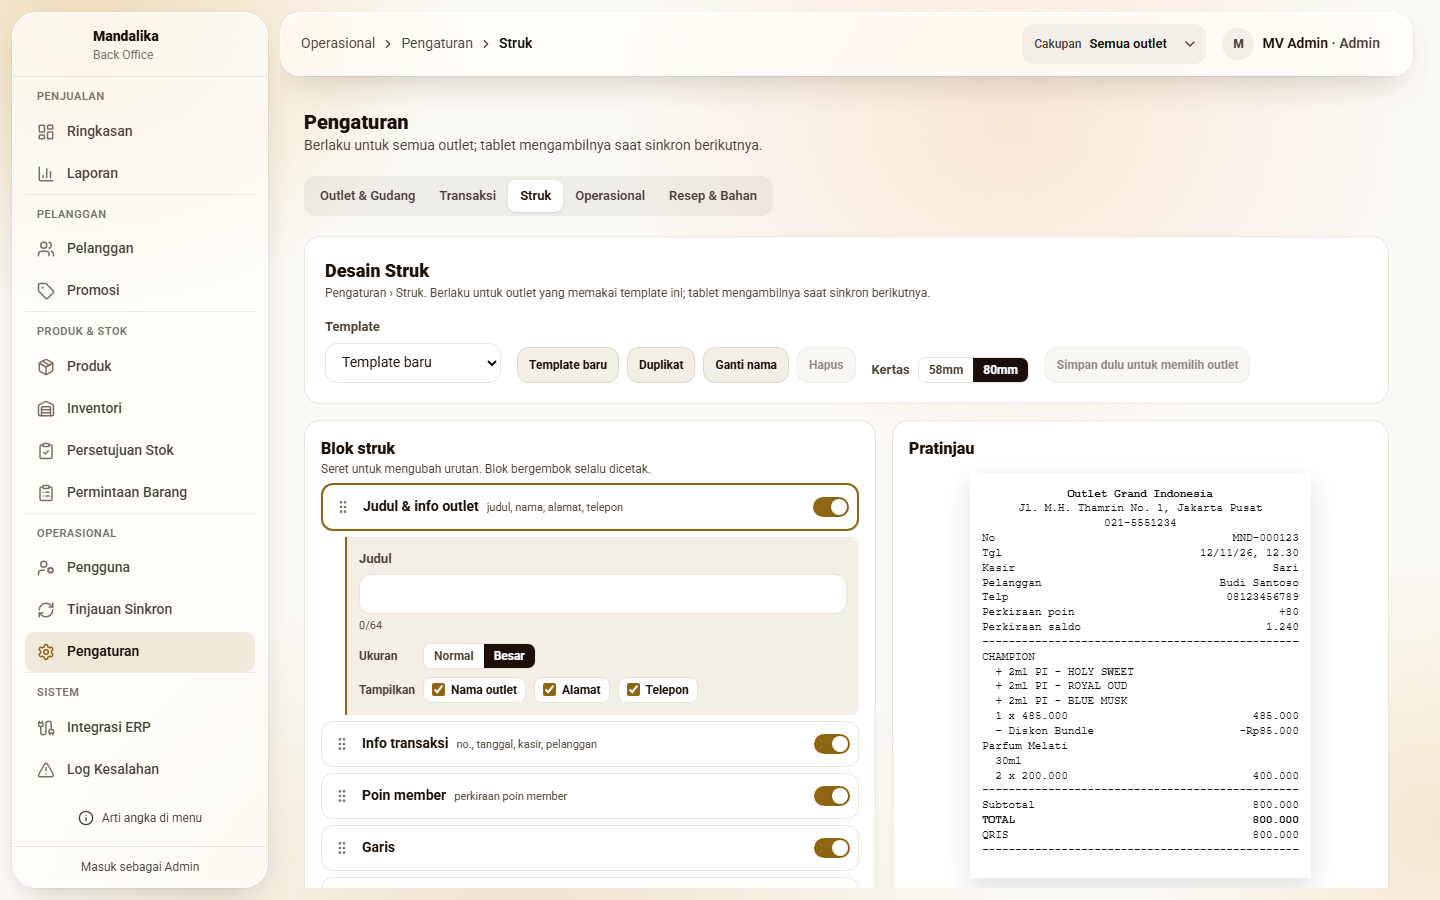 Mandalika
Back Office
PENJUALAN
Ringkasan
Laporan
PELANGGAN
Pelanggan
Promosi
PRODUK & STOK
Produk
Inventori
Persetujuan Stok
Permintaan Barang
OPERASIONAL
Pengguna
Tinjauan Sinkron
Pengaturan
SISTEM
Integrasi ERP
Log Kesalahan
Arti angka di menu
Masuk sebagai Admin
Operasional > Pengaturan > Struk
Cakupan Semua outlet
M MV Admin · Admin
Pengaturan
Berlaku untuk semua outlet; tablet mengambilnya saat sinkron berikutnya.
Outlet & Gudang Transaksi Struk Operasional Resep & Bahan
Desain Struk
Pengaturan › Struk. Berlaku untuk outlet yang memakai template ini; tablet mengambilnya saat sinkron berikutnya.
Template
Template baru Template baru Duplikat Ganti nama Hapus Kertas 58mm 80mm Simpan dulu untuk memilih outlet
Blok struk
Seret untuk mengubah urutan. Blok bergembok selalu dicetak.
Judul & info outlet judul, nama, alamat, telepon
Judul
0/64
Ukuran Normal Besar
Tampilkan Nama outlet Alamat Telepon
Info transaksi no., tanggal, kasir, pelanggan
Poin member perkiraan poin member
Garis
Pratinjau
Outlet Grand Indonesia
Jl. M.H. Thamrin No. 1, Jakarta Pusat
021-5551234
No MND-000123
Tgl 12/11/26, 12.30
Kasir Sari
Pelanggan Budi Santoso
Telp 08123456789
Perkiraan poin +80
Perkiraan saldo 1.240
------------------------------------------------
CHAMPION
+ 2ml PI - HOLY SWEET
+ 2ml PI - ROYAL OUD
+ 2ml PI - BLUE MUSK
1 x 485.000 485.000
- Diskon Bundle -Rp85.000
Parfum Melati
30ml
2 x 200.000 400.000
------------------------------------------------
Subtotal 800.000
TOTAL 800.000
QRIS 800.000
------------------------------------------------